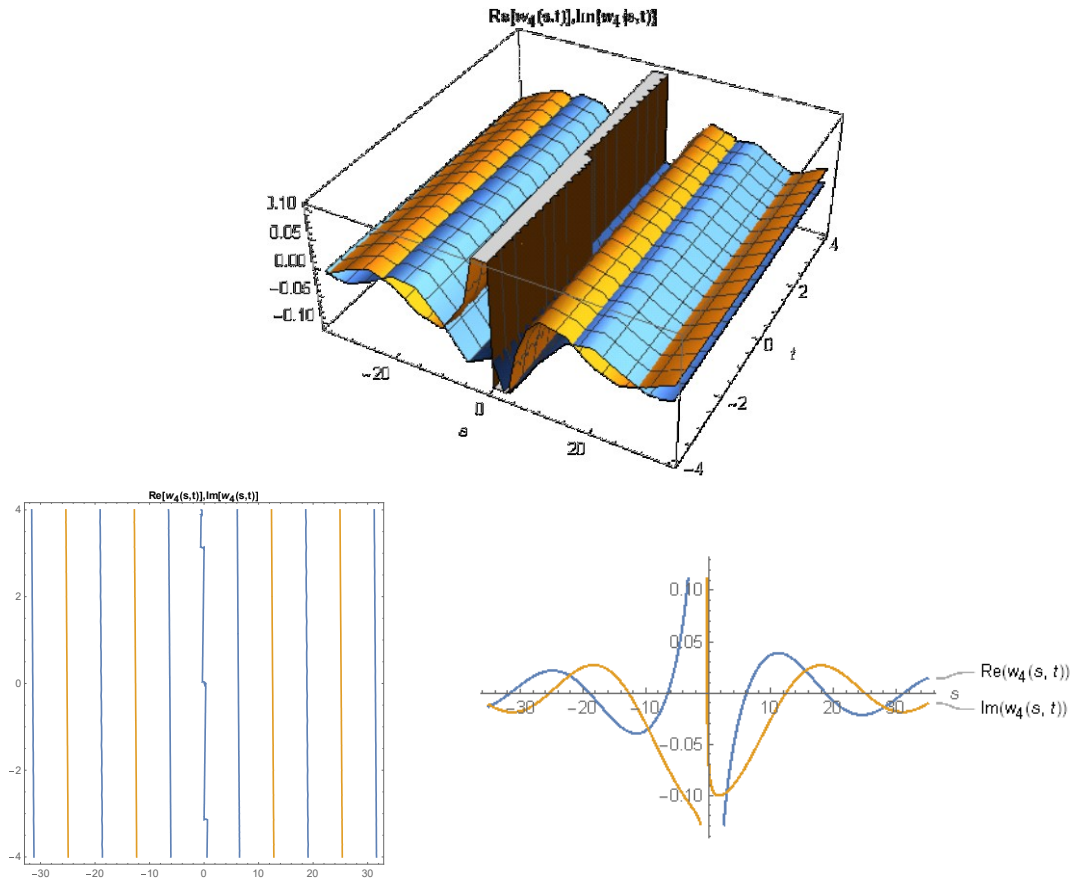 Re[w4(s,t)],Im[w4(s,t)]
0.10
0.05
0.00
-0.05
-0.10
-20
0
20
s
-4
-2
0
2
4
t
Re[w4(s,t)],Im[w4(s,t)]
4
2
0
-2
-4
-30 -20 -10 0 10 20 30
0.10
0.05
-0.05
-0.10
-30 -20 -10 10 20 30
s
Re(w4(s, t))
Im(w4(s, t))